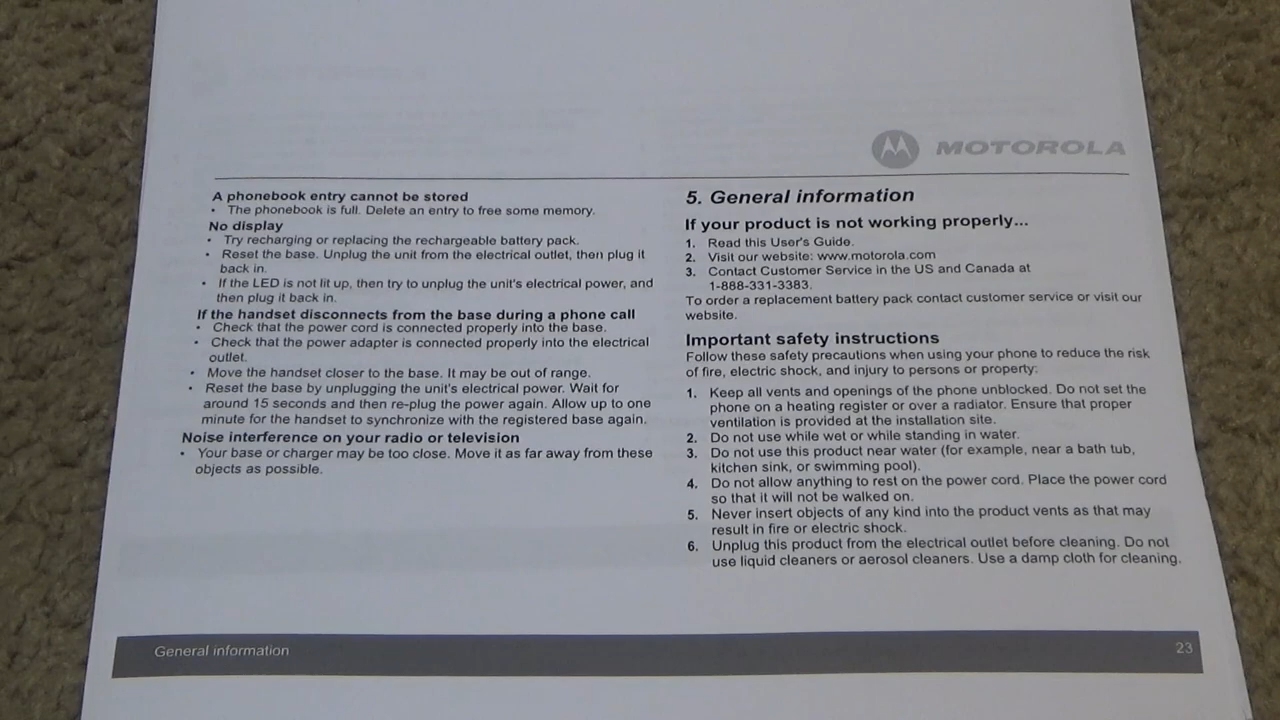 MOTOROLA
A phonebook entry cannot be stored
• The phonebook is full. Delete an entry to free some memory.
No display
• Try recharging or replacing the rechargeable battery pack.
• Reset the base. Unplug the unit from the electrical outlet, then plug it
back in.
• If the LED is not lit up, then try to unplug the unit's electrical power, and
then plug it back in.
If the handset disconnects from the base during a phone call
• Check that the power cord is connected properly into the base.
• Check that the power adapter is connected properly into the electrical
outlet.
• Move the handset closer to the base. It may be out of range.
• Reset the base by unplugging the unit's electrical power. Wait for
around 15 seconds and then re-plug the power again. Allow up to one
minute for the handset to synchronize with the registered base again.
Noise interference on your radio or television
• Your base or charger may be too close. Move it as far away from these
objects as possible.
5. General information
If your product is not working properly...
1. Read this User's Guide.
2. Visit our website: www.motorola.com
3. Contact Customer Service in the US and Canada at
1-888-331-3383.
To order a replacement battery pack contact customer service or visit our
website.
Important safety instructions
Follow these safety precautions when using your phone to reduce the risk
of fire, electric shock, and injury to persons or property:
1. Keep all vents and openings of the phone unblocked. Do not set the
phone on a heating register or over a radiator. Ensure that proper
ventilation is provided at the installation site.
2. Do not use while wet or while standing in water.
3. Do not use this product near water (for example, near a bath tub,
kitchen sink, or swimming pool).
4. Do not allow anything to rest on the power cord. Place the power cord
so that it will not be walked on.
5. Never insert objects of any kind into the product vents as that may
result in fire or electric shock.
6. Unplug this product from the electrical outlet before cleaning. Do not
use liquid cleaners or aerosol cleaners. Use a damp cloth for cleaning.
General information 23